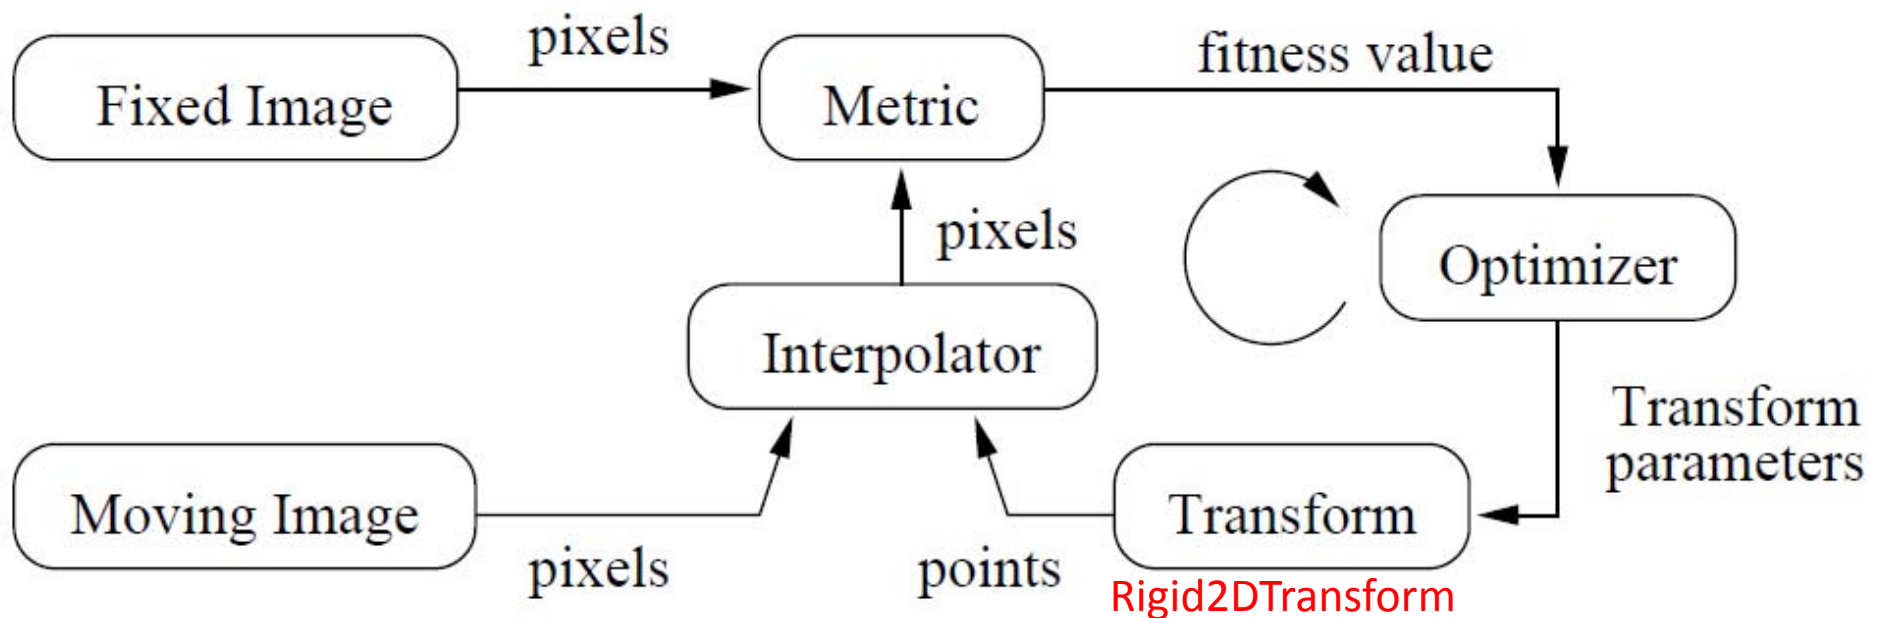 pixels
fitness value
Fixed Image
Metric
pixels
Optimizer
Interpolator
Transform
parameters
Moving Image
Transform
pixels
points
Rigid2DTransform